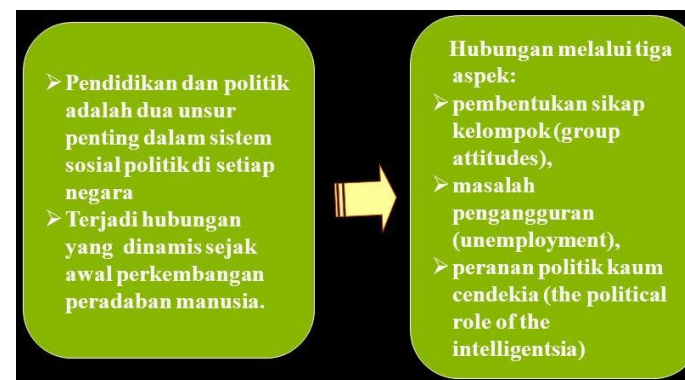 ➢Pendidikan dan politik
adalah dua unsur
penting dalam sistem
sosial politik di setiap
negara
➢Terjadi hubungan
yang dinamis sejak
awal perkembangan
peradaban manusia.
Hubungan melalui tiga
aspek:
➢pembentukan sikap
kelompok (group
attitudes),
➢masalah
pengangguran
(unemployment),
➢peranan politik kaum
cendekia (the political
role of the
intelligentsia)